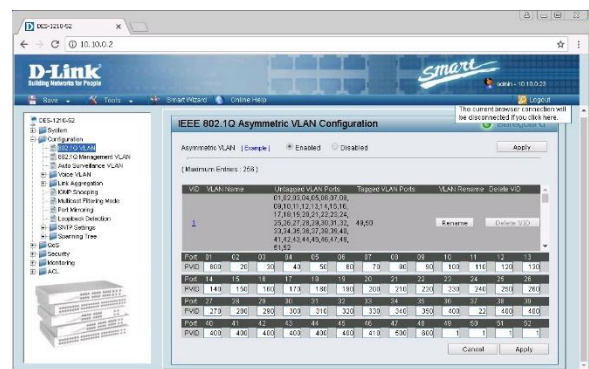 DES-1210-52
10.10.0.2
D-Link
Building Networks for People
smart
admin - 10.10.0.23
Save
Tools
Smart Wizard
Online Help
Logout
The current browser connection will
be disconnected if you click here.
DES-1210-52
System
Configuration
802.1Q VLAN
802.1Q Management VLAN
Auto Surveillance VLAN
Voice VLAN
Link Aggregation
IGMP Snooping
Multicast Filtering Mode
Port Mirroring
Loopback Detection
SNTP Settings
Spanning Tree
QoS
Security
Monitoring
ACL
IEEE 802.1Q Asymmetric VLAN Configuration
Asymmetric VLAN [ Example ] Enabled Disabled Apply
( Maximum Entries : 256 )
VID VLAN Name Untagged VLAN Ports Tagged VLAN Ports VLAN Rename Delete VID
01,02,03,04,05,06,07,08,
09,10,11,12,13,14,15,16,
17,18,19,20,21,22,23,24,
1 25,26,27,28,29,30,31,32, 49,50 Rename Delete VID
33,34,35,36,37,38,39,40,
41,42,43,44,45,46,47,48,
51,52
Port 01 02 03 04 05 06 07 08 09 10 11 12 13
PVID 600 20 30 40 50 60 70 80 90 100 110 120 130
Port 14 15 16 17 18 19 20 21 22 23 24 25 26
PVID 140 150 160 170 180 190 200 210 220 230 240 250 260
Port 27 28 29 30 31 32 33 34 35 36 37 38 39
PVID 270 280 290 300 310 320 330 340 350 400 22 400 400
Port 40 41 42 43 44 45 46 47 48 49 50 51 52
PVID 400 400 400 400 400 400 410 500 600 1 1 1 1
Cancel Apply